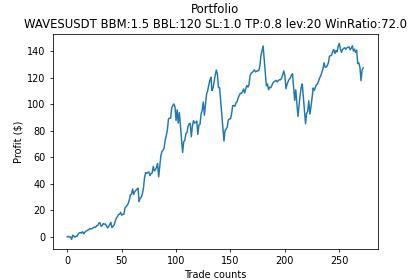 Portfolio
WAVESUSDT BBM:1.5 BBL:120 SL:1.0 TP:0.8 lev:20 WinRatio:72.0
140
120
100
80
60
40
20
0
Profit ($)
0 50 100 150 200 250
Trade counts